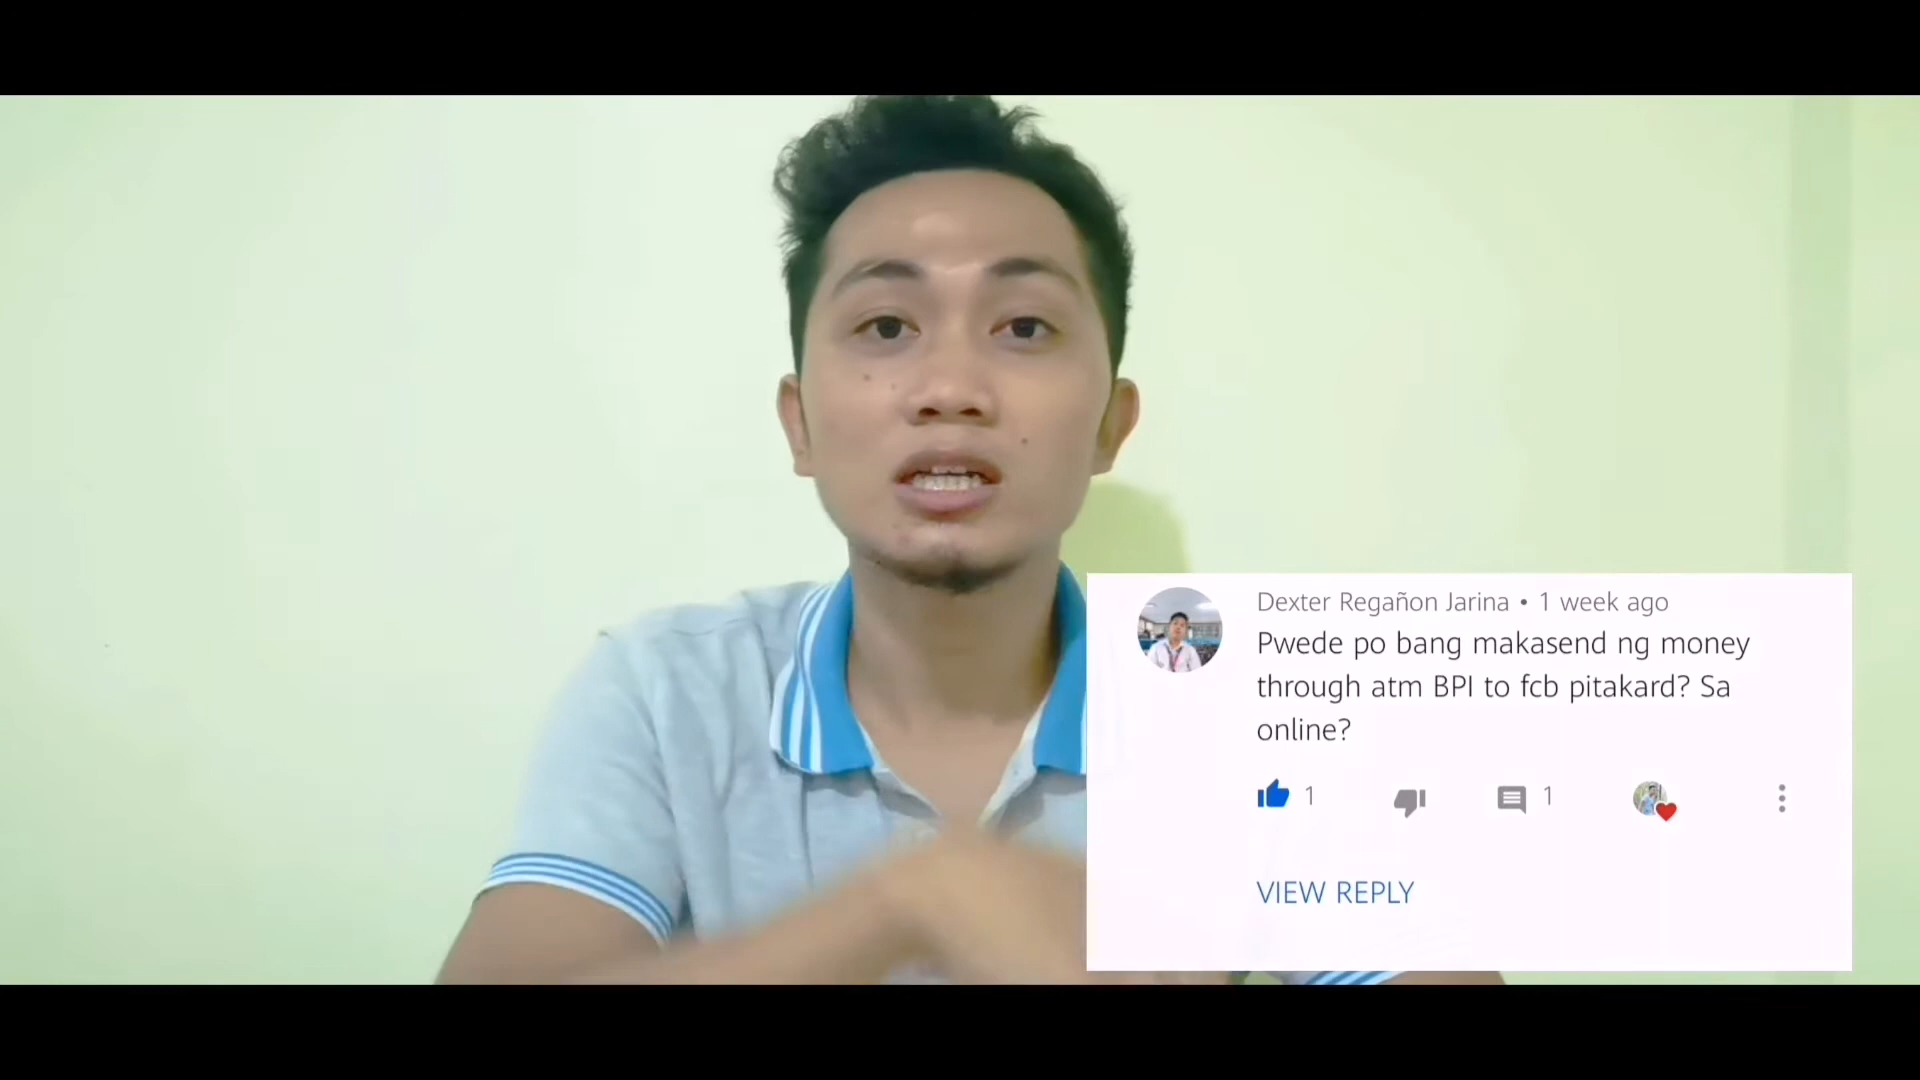 Dexter Regañon Jarina • 1 week ago
Pwede po bang makasend ng money
through atm BPI to fcb pitakard? Sa
online?
1
1
VIEW REPLY